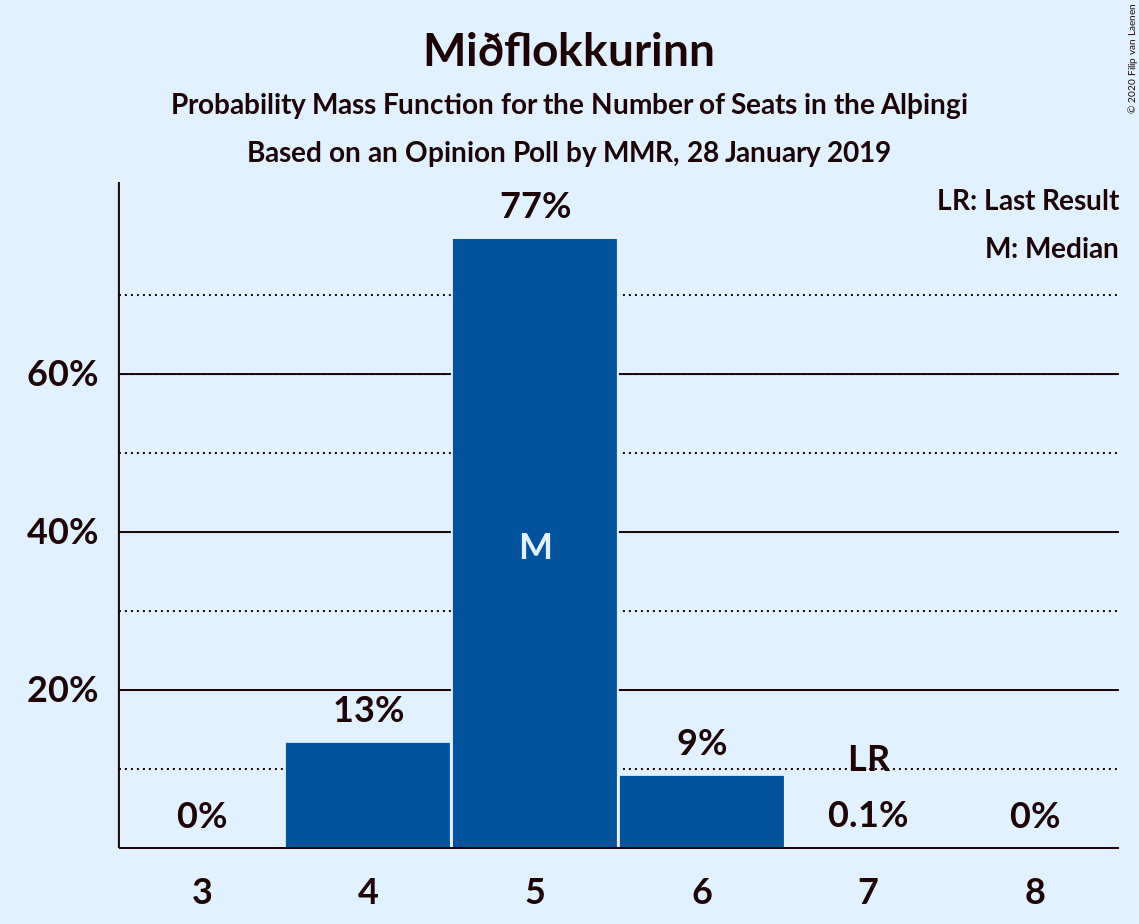 Miðflokkurinn
Probability Mass Function for the Number of Seats in the Alþingi
Based on an Opinion Poll by MMR, 28 January 2019
© 2020 Filip van Laenen
LR: Last Result
M: Median
77%
60%
40%
M
20%
13%
9%
LR
0%
0.1%
0%
3 4 5 6 7 8